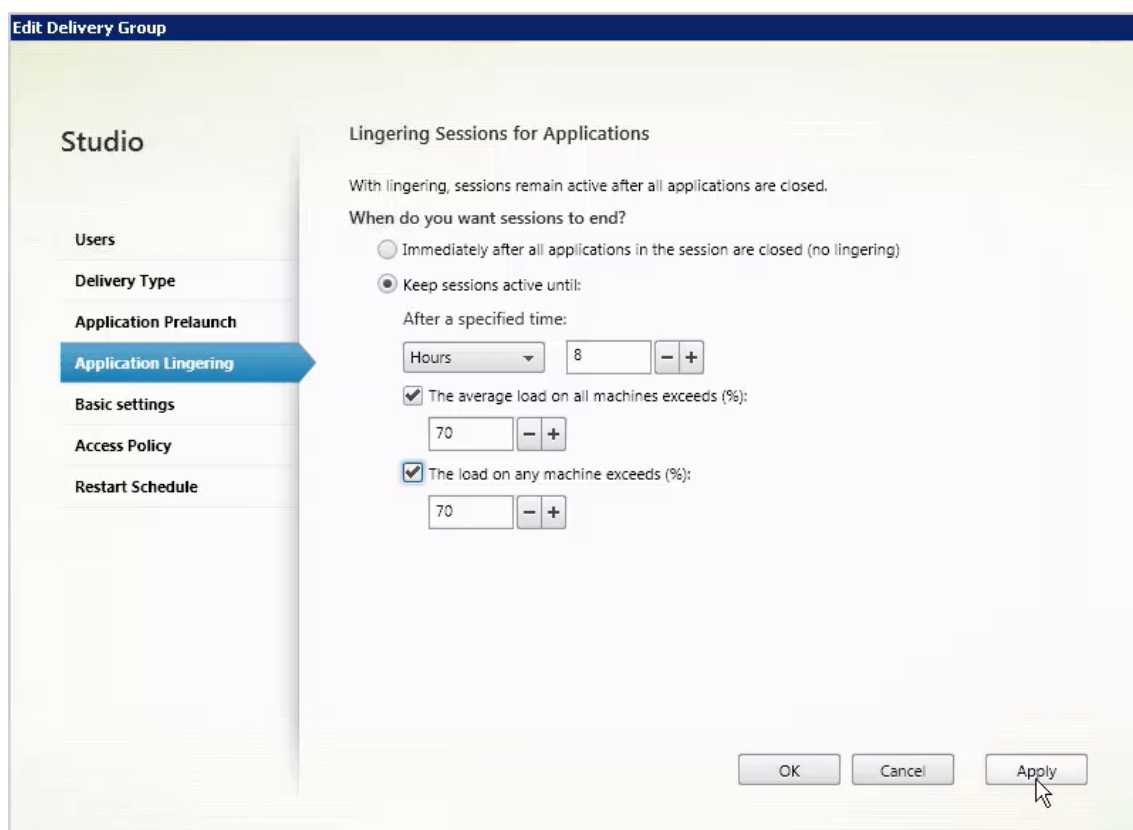 Edit Delivery Group
Studio
Users
Delivery Type
Application Prelaunch
Application Lingering
Basic settings
Access Policy
Restart Schedule
Lingering Sessions for Applications
With lingering, sessions remain active after all applications are closed.
When do you want sessions to end?
Immediately after all applications in the session are closed (no lingering)
Keep sessions active until:
After a specified time:
Hours 8 − +
The average load on all machines exceeds (%):
70 − +
The load on any machine exceeds (%):
70 − +
OK Cancel Apply